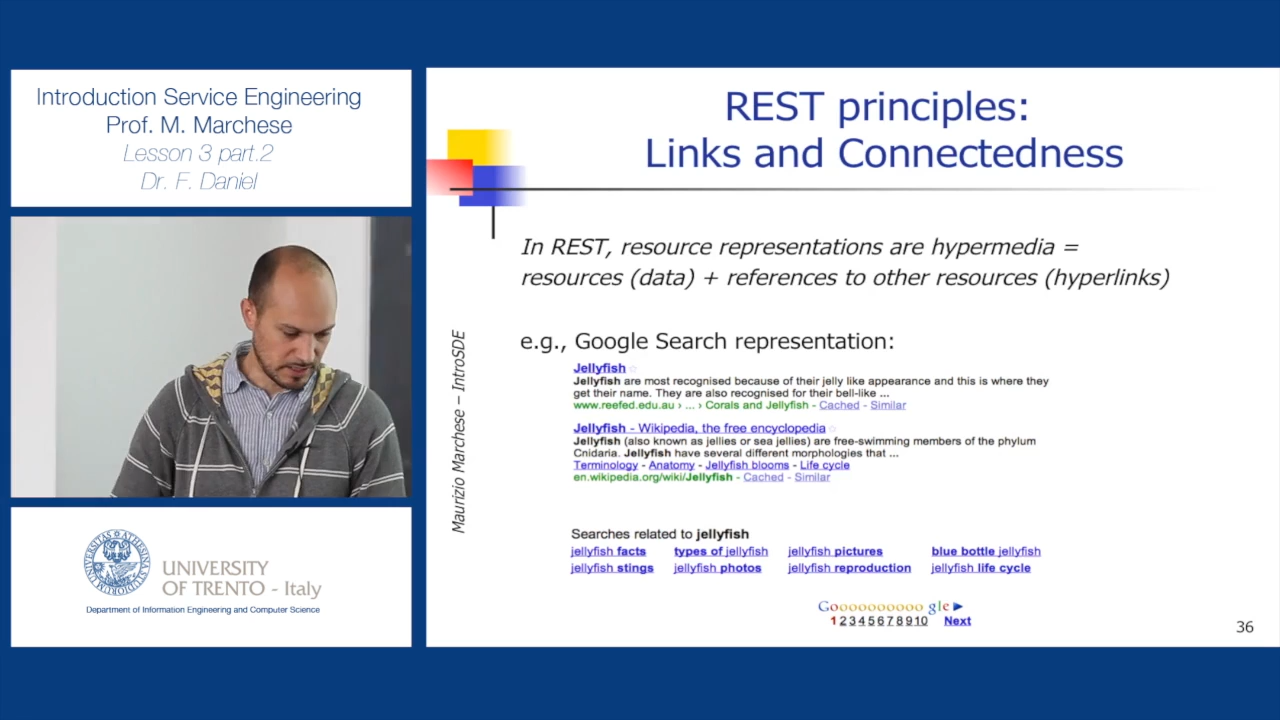 Introduction Service Engineering
Prof. M. Marchese
Lesson 3 part.2
Dr. F. Daniel
UNIVERSITY
OF TRENTO - Italy
Department of Information Engineering and Computer Science
REST principles:
Links and Connectedness
In REST, resource representations are hypermedia =
resources (data) + references to other resources (hyperlinks)
Maurizio Marchese – IntroSDE
e.g., Google Search representation:
Jellyfish
Jellyfish are most recognised because of their jelly like appearance and this is where they
get their name. They are also recognised for their bell-like ...
www.reefed.edu.au › ... › Corals and Jellyfish - Cached - Similar
Jellyfish - Wikipedia, the free encyclopedia
Jellyfish (also known as jellies or sea jellies) are free-swimming members of the phylum
Cnidaria. Jellyfish have several different morphologies that ...
Terminology - Anatomy - Jellyfish blooms - Life cycle
en.wikipedia.org/wiki/Jellyfish - Cached - Similar
Searches related to jellyfish
jellyfish facts types of jellyfish jellyfish pictures blue bottle jellyfish
jellyfish stings jellyfish photos jellyfish reproduction jellyfish life cycle
Goooooooooo gle
1 2 3 4 5 6 7 8 9 10 Next
36